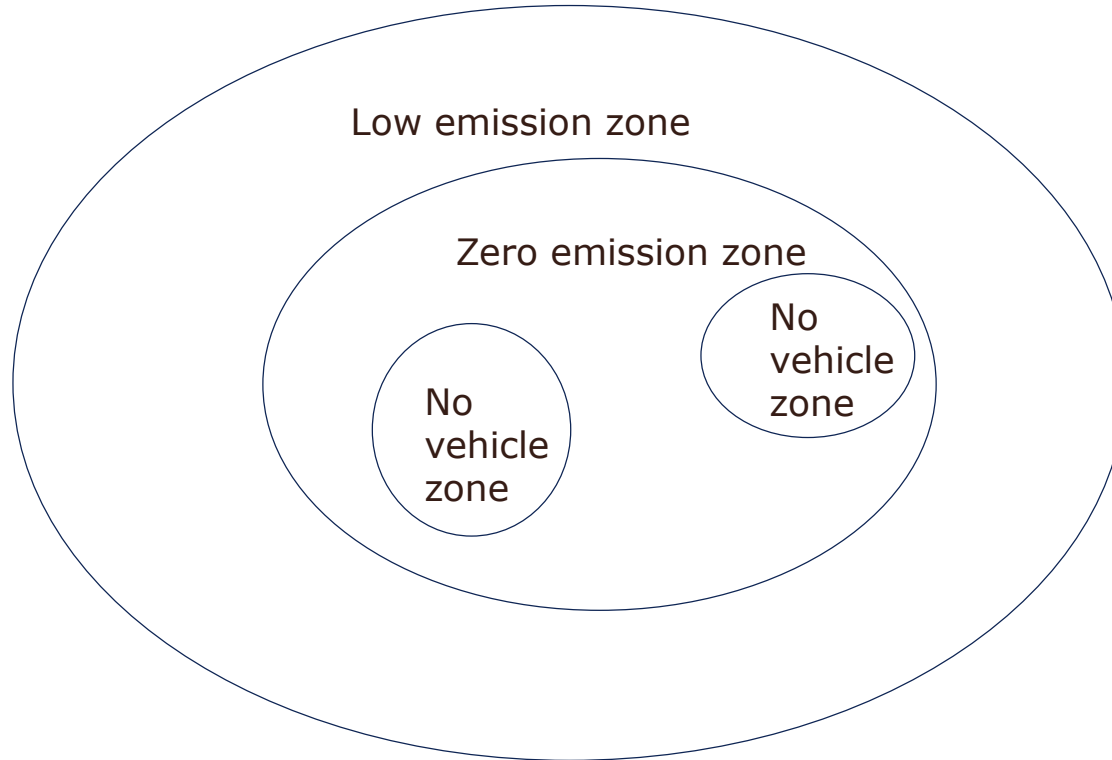 Low emission zone
Zero emission zone
No
vehicle
zone
No
vehicle
zone